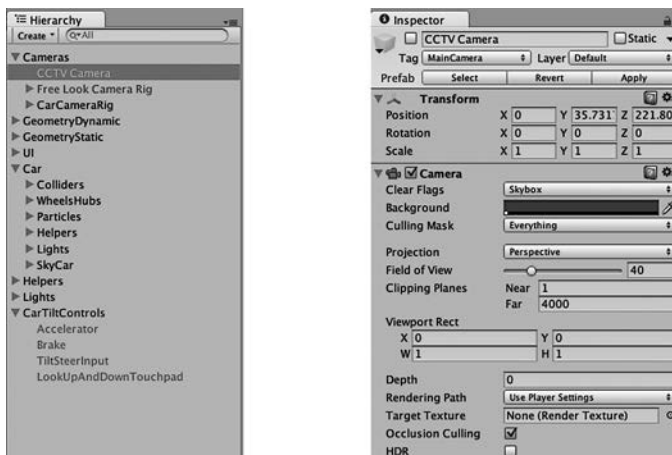 Hierarchy
Create
All
Cameras
CCTV Camera
Free Look Camera Rig
CarCameraRig
GeometryDynamic
GeometryStatic
UI
Car
Colliders
WheelsHubs
Particles
Helpers
Lights
SkyCar
Helpers
Lights
CarTiltControls
Accelerator
Brake
TiltSteerInput
LookUpAndDownTouchpad
Inspector
CCTV Camera Static
Tag MainCamera Layer Default
Prefab Select Revert Apply
Transform
Position X 0 Y 35.731 Z 221.80
Rotation X 0 Y 0 Z 0
Scale X 1 Y 1 Z 1
Camera
Clear Flags Skybox
Background
Culling Mask Everything
Projection Perspective
Field of View 40
Clipping Planes Near 1
Far 4000
Viewport Rect
X 0 Y 0
W 1 H 1
Depth 0
Rendering Path Use Player Settings
Target Texture None (Render Texture)
Occlusion Culling
HDR